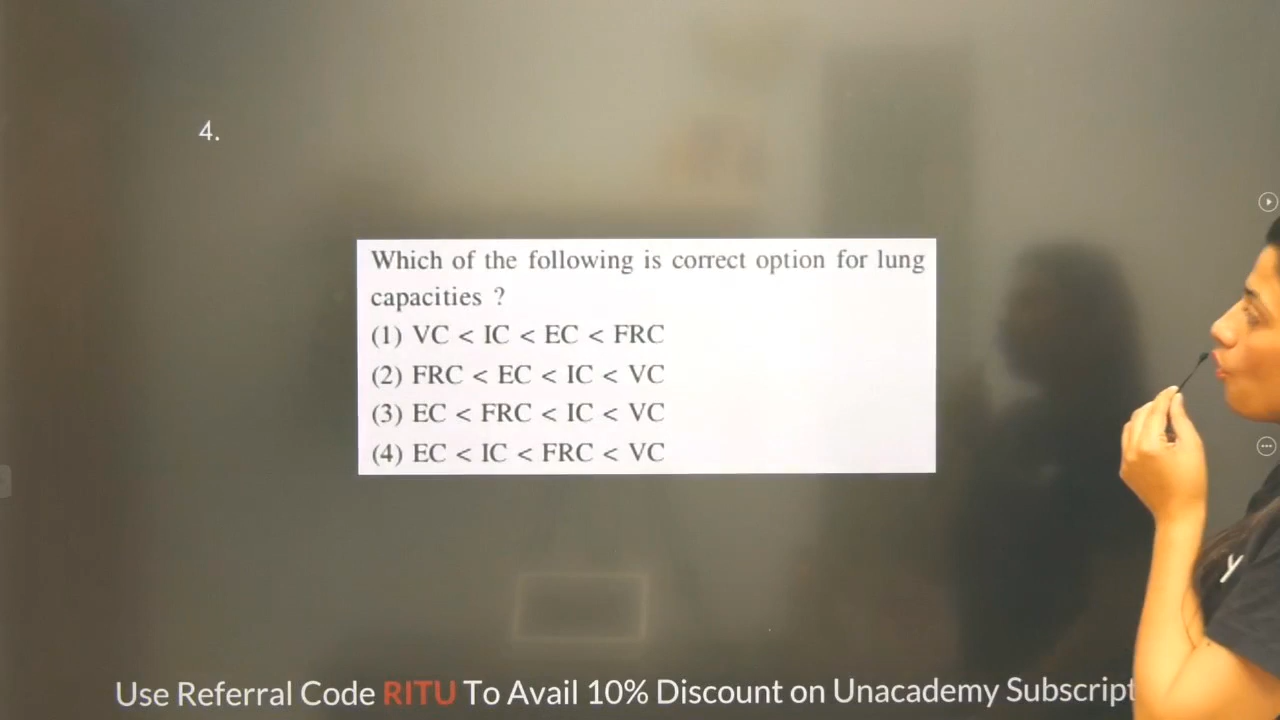 4.
Which of the following is correct option for lung
capacities ?
(1) VC < IC < EC < FRC
(2) FRC < EC < IC < VC
(3) EC < FRC < IC < VC
(4) EC < IC < FRC < VC
Use Referral Code RITU To Avail 10% Discount on Unacademy Subscript